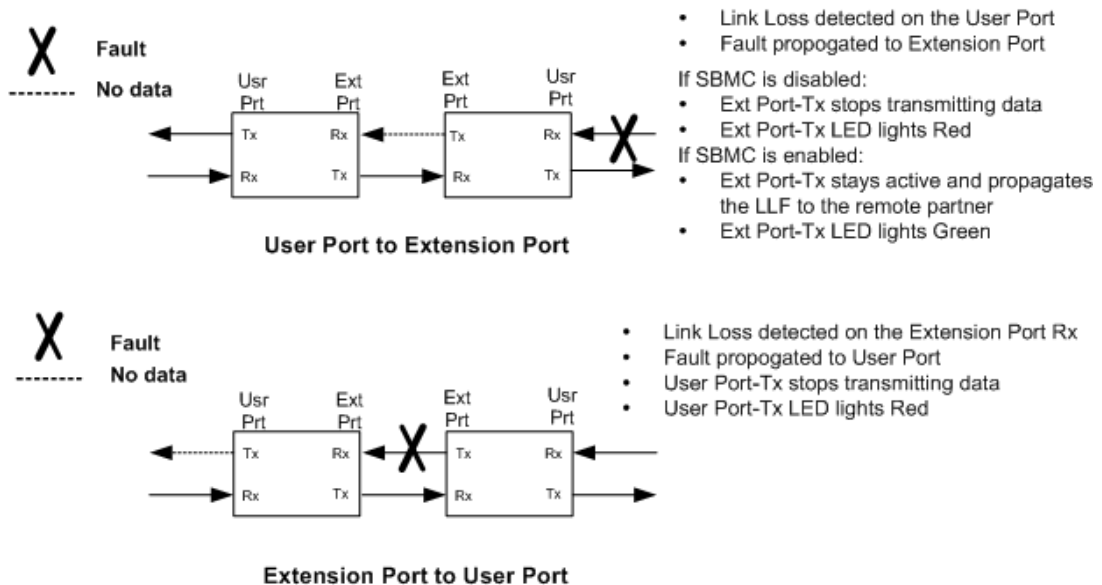 Fault
No data
Usr Prt
Ext Prt
Ext Prt
Usr Prt
Tx
Rx
Tx
Rx
Rx
Tx
Rx
Tx
User Port to Extension Port
• Link Loss detected on the User Port
• Fault propogated to Extension Port
If SBMC is disabled:
• Ext Port-Tx stops transmitting data
• Ext Port-Tx LED lights Red
If SBMC is enabled:
• Ext Port-Tx stays active and propagates
the LLF to the remote partner
• Ext Port-Tx LED lights Green
Fault
No data
Usr Prt
Ext Prt
Ext Prt
Usr Prt
Tx
Rx
Tx
Rx
Rx
Tx
Rx
Tx
Extension Port to User Port
• Link Loss detected on the Extension Port Rx
• Fault propogated to User Port
• User Port-Tx stops transmitting data
• User Port-Tx LED lights Red